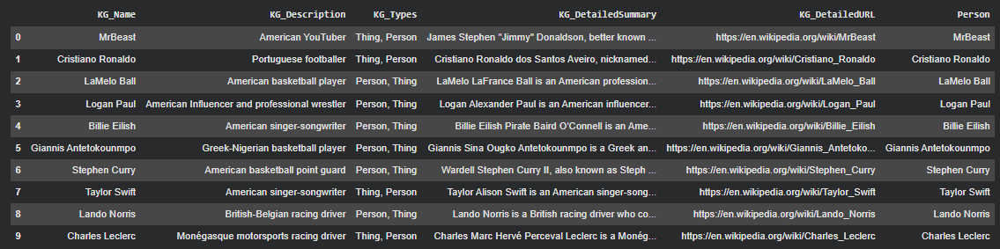 KG_Name KG_Description KG_Types KG_DetailedSummary KG_DetailedURL Person
0 MrBeast American YouTuber Thing, Person James Stephen "Jimmy" Donaldson, better known ... https://en.wikipedia.org/wiki/MrBeast MrBeast
1 Cristiano Ronaldo Portuguese footballer Thing, Person Cristiano Ronaldo dos Santos Aveiro, nicknamed... https://en.wikipedia.org/wiki/Cristiano_Ronaldo Cristiano Ronaldo
2 LaMelo Ball American basketball player Person, Thing LaMelo LaFrance Ball is an American profession... https://en.wikipedia.org/wiki/LaMelo_Ball LaMelo Ball
3 Logan Paul American Influencer and professional wrestler Person, Thing Logan Alexander Paul is an American influencer... https://en.wikipedia.org/wiki/Logan_Paul Logan Paul
4 Billie Eilish American singer-songwriter Person, Thing Billie Eilish Pirate Baird O'Connell is an Ame... https://en.wikipedia.org/wiki/Billie_Eilish Billie Eilish
5 Giannis Antetokounmpo Greek-Nigerian basketball player Person, Thing Giannis Sina Ougko Antetokounmpo is a Greek an... https://en.wikipedia.org/wiki/Giannis_Antetoko... Giannis Antetokounmpo
6 Stephen Curry American basketball point guard Person, Thing Wardell Stephen Curry II, also known as Steph ... https://en.wikipedia.org/wiki/Stephen_Curry Stephen Curry
7 Taylor Swift American singer-songwriter Thing, Person Taylor Alison Swift is an American singer-song... https://en.wikipedia.org/wiki/Taylor_Swift Taylor Swift
8 Lando Norris British-Belgian racing driver Person, Thing Lando Norris is a British racing driver who co... https://en.wikipedia.org/wiki/Lando_Norris Lando Norris
9 Charles Leclerc Monégasque motorsports racing driver Thing, Person Charles Marc Hervé Perceval Leclerc is a Monég... https://en.wikipedia.org/wiki/Charles_Leclerc Charles Leclerc